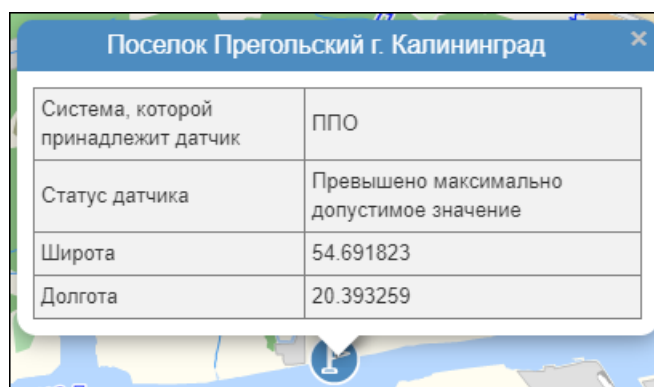 Поселок Прегольский г. Калининград
×
Система, которой
принадлежит датчик
ППО
Статус датчика
Превышено максимально
допустимое значение
Широта
54.691823
Долгота
20.393259